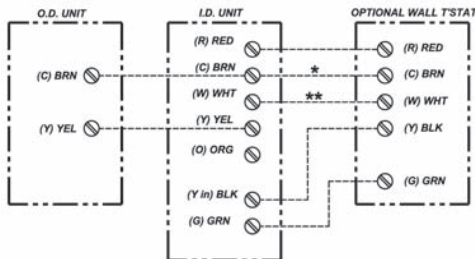 O.D. UNIT
I.D. UNIT
OPTIONAL WALL T'STAT
(R) RED
(R) RED
(C) BRN
(C) BRN
*
(C) BRN
(W) WHT
**
(W) WHT
(Y) YEL
(Y) YEL
(Y) BLK
(O) ORG
(Y in) BLK
(G) GRN
(G) GRN